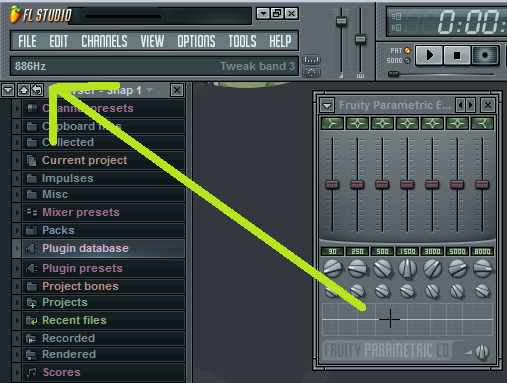 FL STUDIO
FILE EDIT CHANNELS VIEW OPTIONS TOOLS HELP
886Hz Tweak band 3
0:00:
PAT
SONG
Snap 1
Channel presets
Clipboard files
Collected
Current project
Impulses
Misc
Mixer presets
Packs
Plugin database
Plugin presets
Project bones
Projects
Recent files
Recorded
Rendered
Scores
Fruity Parametric E...
90 250 500 1500 3000 5000 8000
FRUITY PARAMETRIC EQ